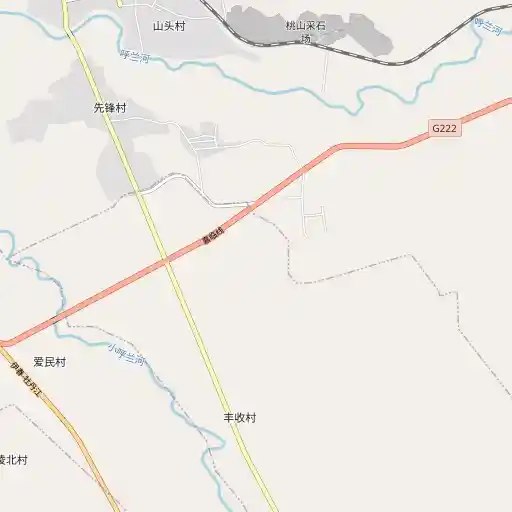 山头村
桃山采石
场
呼兰河
呼兰河
先锋村
G222
嘉临线
小呼兰河
爱民村
伊春-牡丹江
丰收村
陵北村